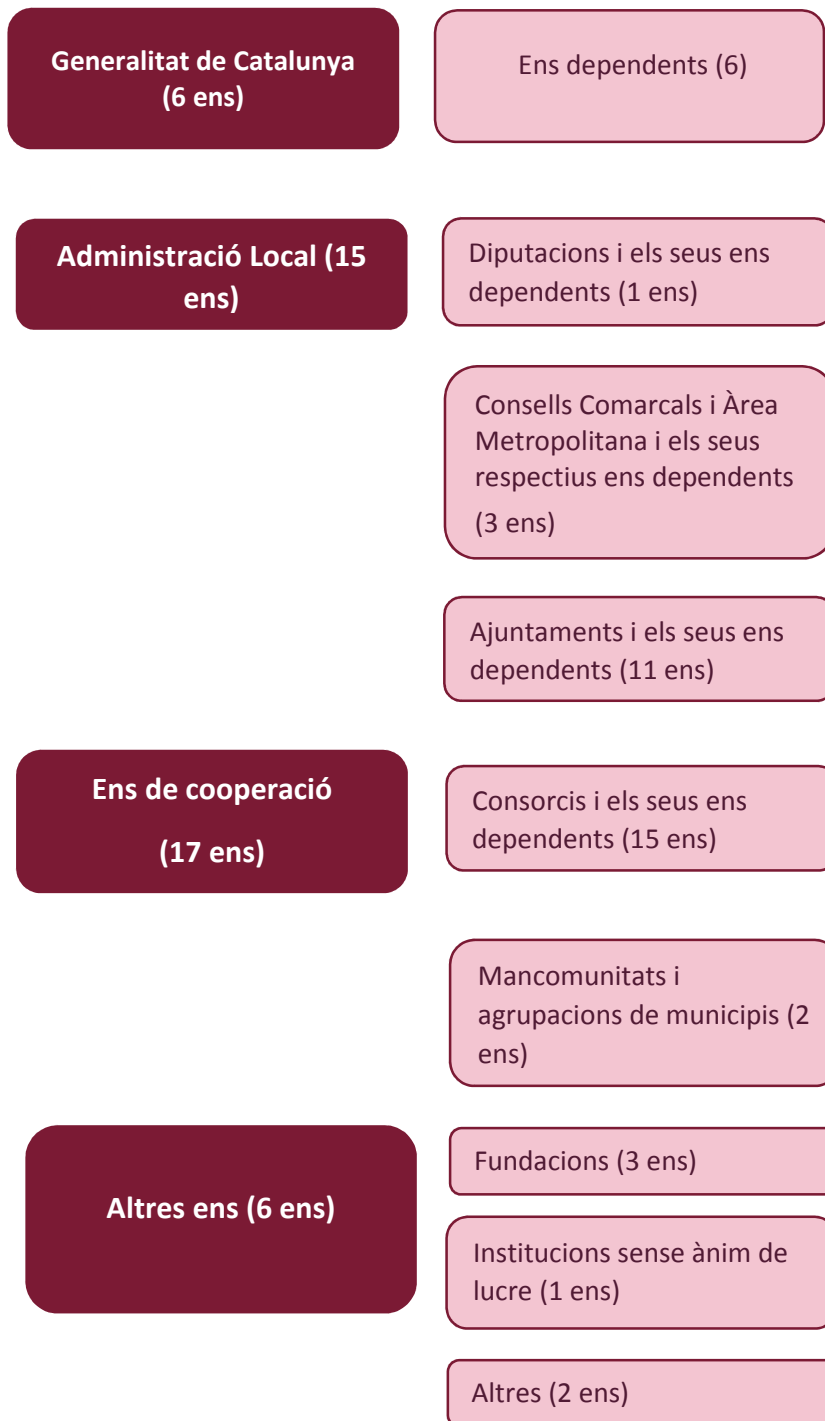 Generalitat de Catalunya
(6 ens)
Ens dependents (6)
Administració Local (15
ens)
Diputacions i els seus ens
dependents (1 ens)
Consells Comarcals i Àrea
Metropolitana i els seus
respectius ens dependents
(3 ens)
Ajuntaments i els seus ens
dependents (11 ens)
Ens de cooperació
(17 ens)
Consorcis i els seus ens
dependents (15 ens)
Mancomunitats i
agrupacions de municipis (2
ens)
Altres ens (6 ens)
Fundacions (3 ens)
Institucions sense ànim de
lucre (1 ens)
Altres (2 ens)